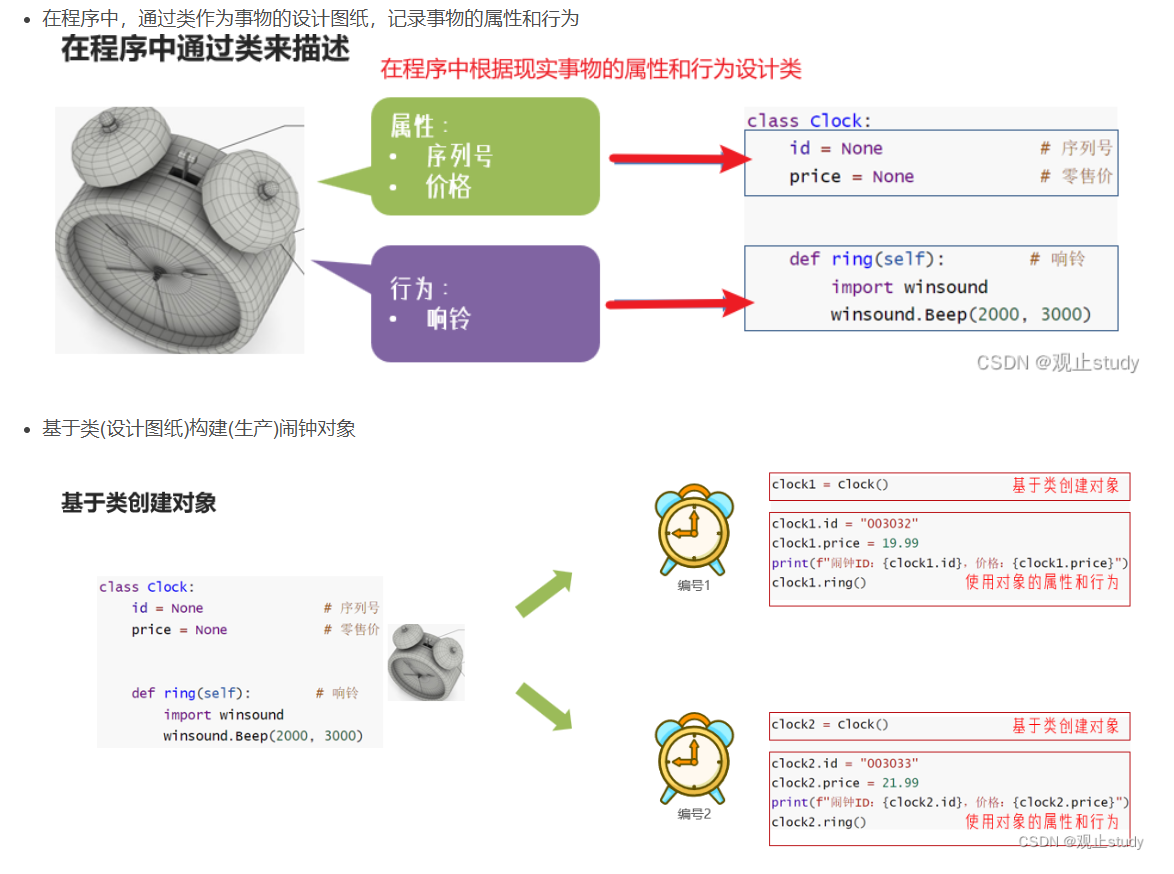 • 在程序中，通过类作为事物的设计图纸，记录事物的属性和行为
在程序中通过类来描述
在程序中根据现实事物的属性和行为设计类
属性：
• 序列号
• 价格
class Clock:
id = None # 序列号
price = None # 零售价
行为：
• 响铃
def ring(self): # 响铃
import winsound
winsound.Beep(2000, 3000)
CSDN @观止study
• 基于类(设计图纸)构建(生产)闹钟对象
基于类创建对象
class Clock:
id = None # 序列号
price = None # 零售价
def ring(self): # 响铃
import winsound
winsound.Beep(2000, 3000)
编号1
clock1 = Clock() 基于类创建对象
clock1.id = "003032"
clock1.price = 19.99
print(f"闹钟ID：{clock1.id}，价格：{clock1.price}")
clock1.ring() 使用对象的属性和行为
编号2
clock2 = Clock() 基于类创建对象
clock2.id = "003033"
clock2.price = 21.99
print(f"闹钟ID：{clock2.id}，价格：{clock2.price}")
clock2.ring() 使用对象的属性和行为
CSDN @观止study